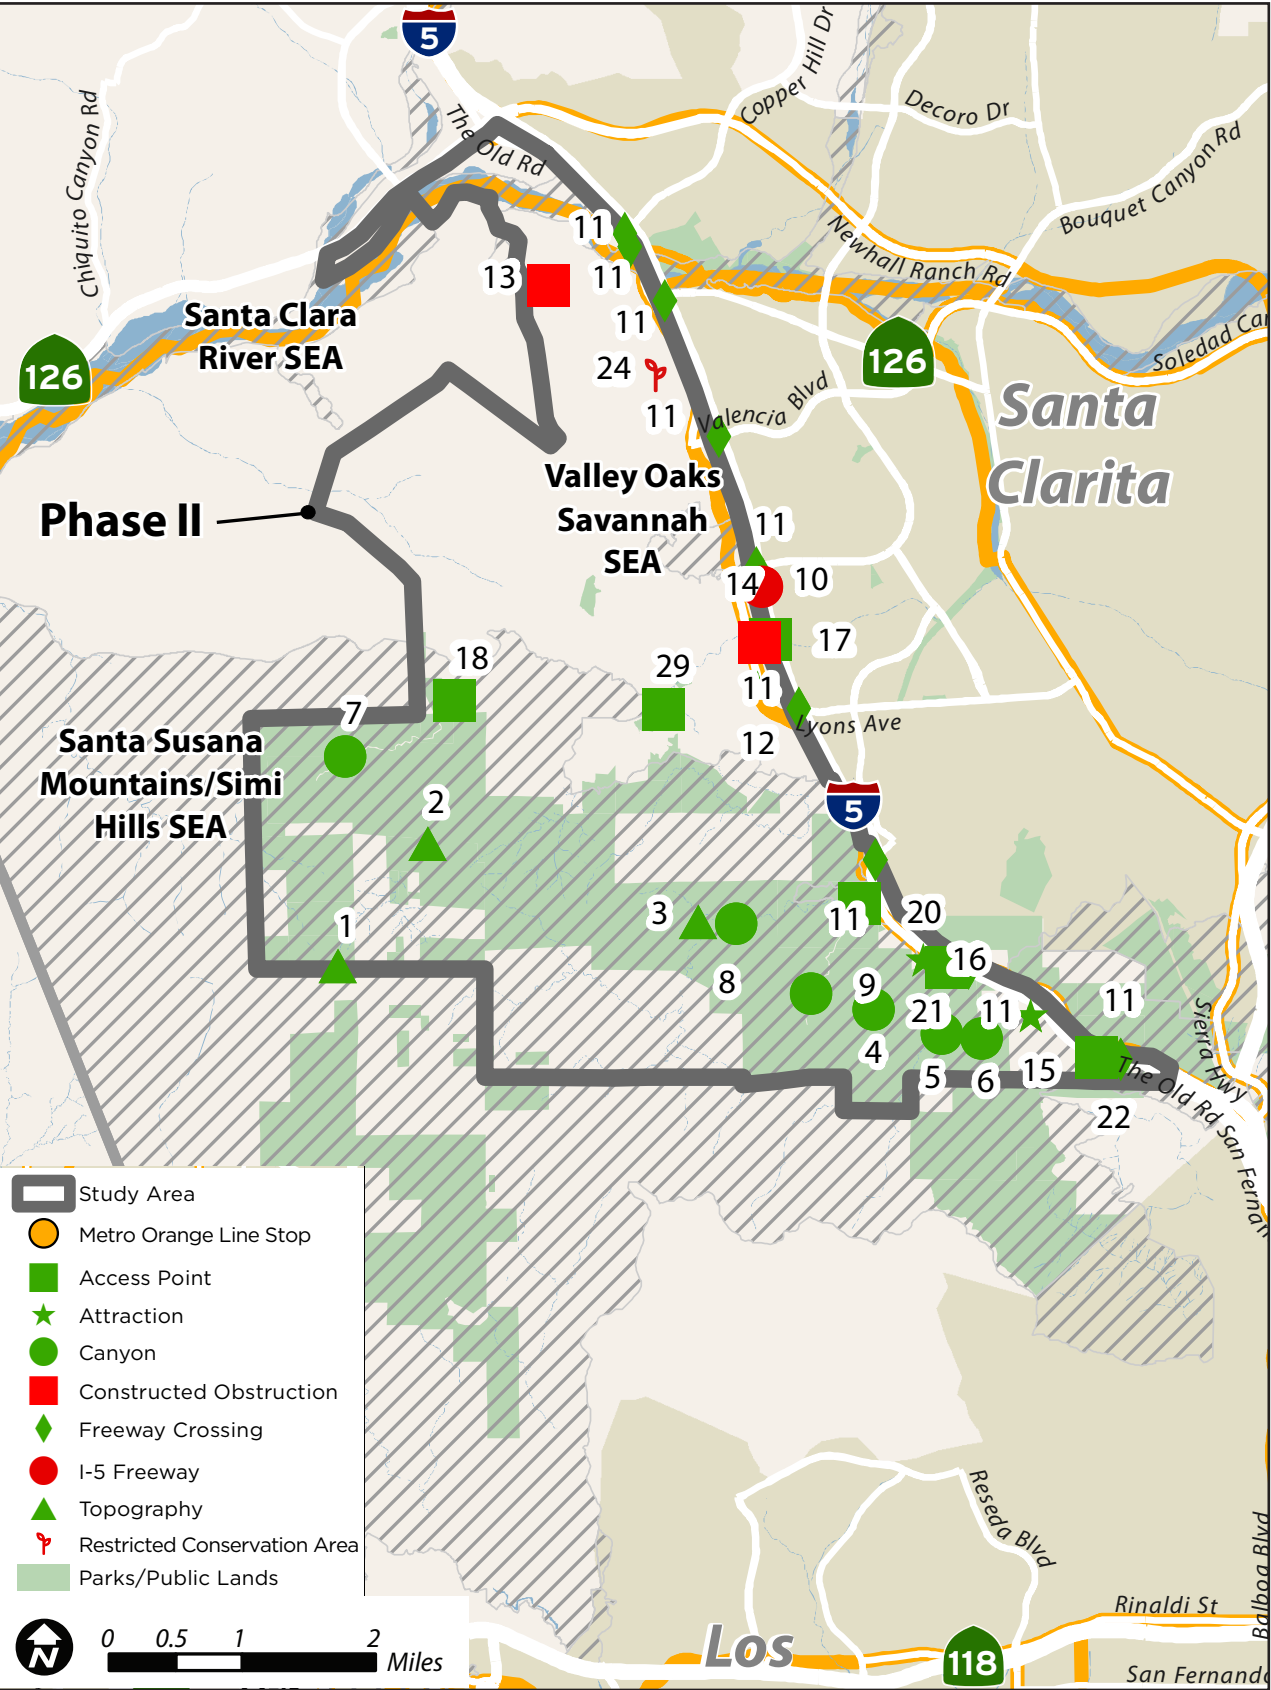 5
Copper Hill Dr
Decoro Dr
Chiquito Canyon Rd
The Old Rd
Bouquet Canyon Rd
11
Newhall Ranch Rd
13
11
Santa Clara
River SEA
11
Soledad Can
126
126
24
Santa
Clarita
11
Valencia Blvd
Valley Oaks
Savannah
SEA
Phase II
11
14
10
17
18
29
11
7
Lyons Ave
12
Santa Susana
Mountains/Simi
Hills SEA
2
5
3
11
20
1
16
8
9
21
11
11
Sierra Hwy
4
5
6
15
The Old Rd
22
San Fernan
Study Area
Metro Orange Line Stop
Access Point
Attraction
Canyon
Constructed Obstruction
Freeway Crossing
I-5 Freeway
Topography
Restricted Conservation Area
Parks/Public Lands
N
0 0.5 1 2
Miles
Reseda Blvd
Balboa Blvd
Rinaldi St
Los
118
San Fernando